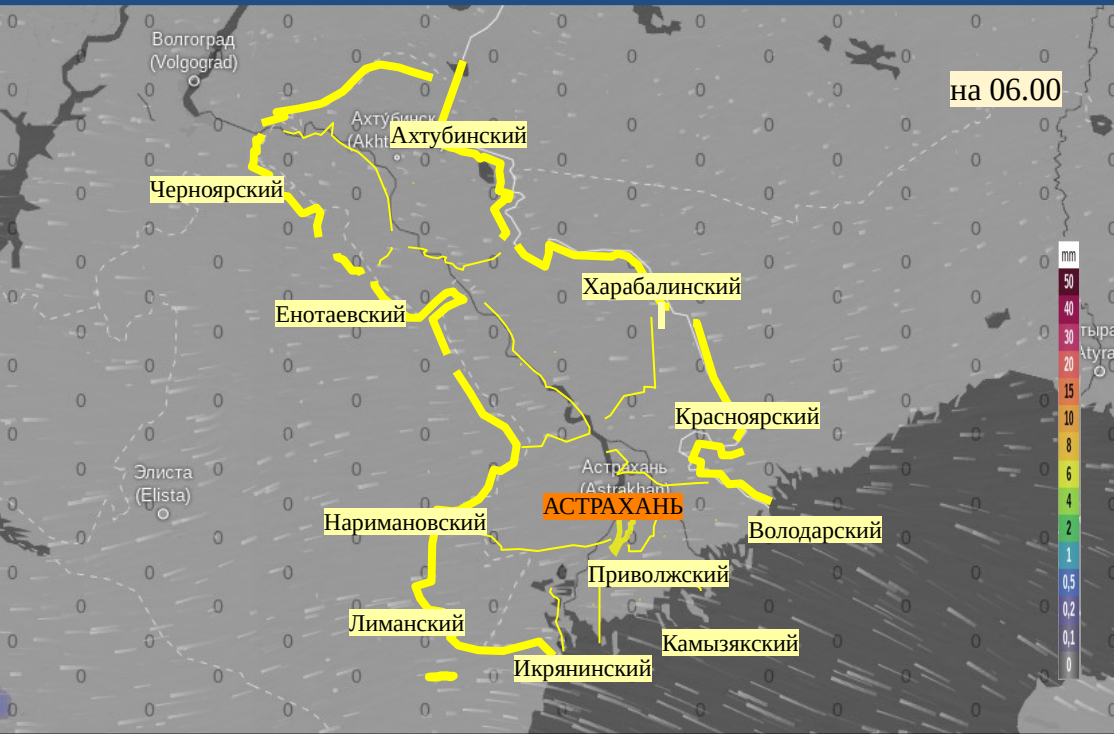 Волгоград
(Volgograd)
на 06.00
Ахтубинск
(Akht
Ахтубинский
Черноярский
Харабалинский
Енотаевский
mm
50
40
30
20
15
10
8
6
4
2
1
0,5
0,2
0,1
0
тыра
Atyra
Красноярский
Элиста
(Elista)
Астрахань
(Astrakhan)
АСТРАХАНЬ
Наримановский
Володарский
Приволжский
Лиманский
Камызякский
Икрянинский